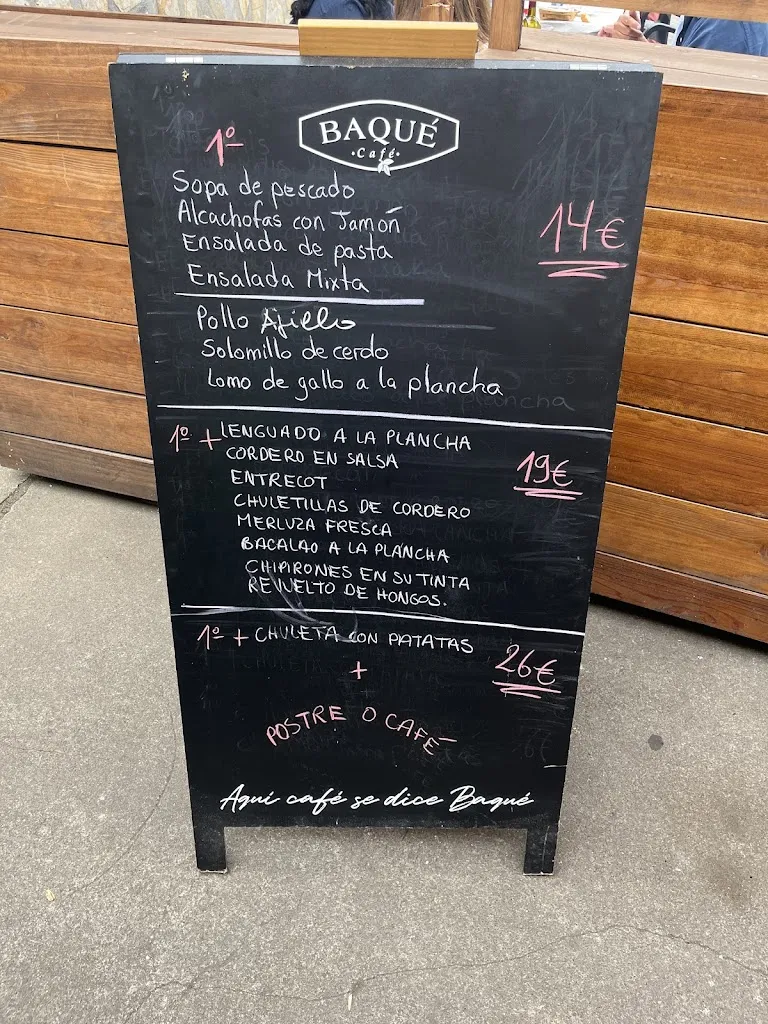 BAQUÉ
·Café·
1º
Sopa de pescado
Alcachofas con Jamón
14€
Ensalada de pasta
Ensalada Mixta
Pollo Ajillo
Solomillo de cerdo
Lomo de gallo a la plancha
1º + LENGUADO A LA PLANCHA
CORDERO EN SALSA
19€
ENTRECOT
CHULETILLAS DE CORDERO
MERLUZA FRESCA
BACALAO A LA PLANCHA
CHIPIRONES EN SU TINTA
REVUELTO DE HONGOS.
1º + CHULETA CON PATATAS
26€
+
POSTRE O CAFÉ
Aquí café se dice Baqué